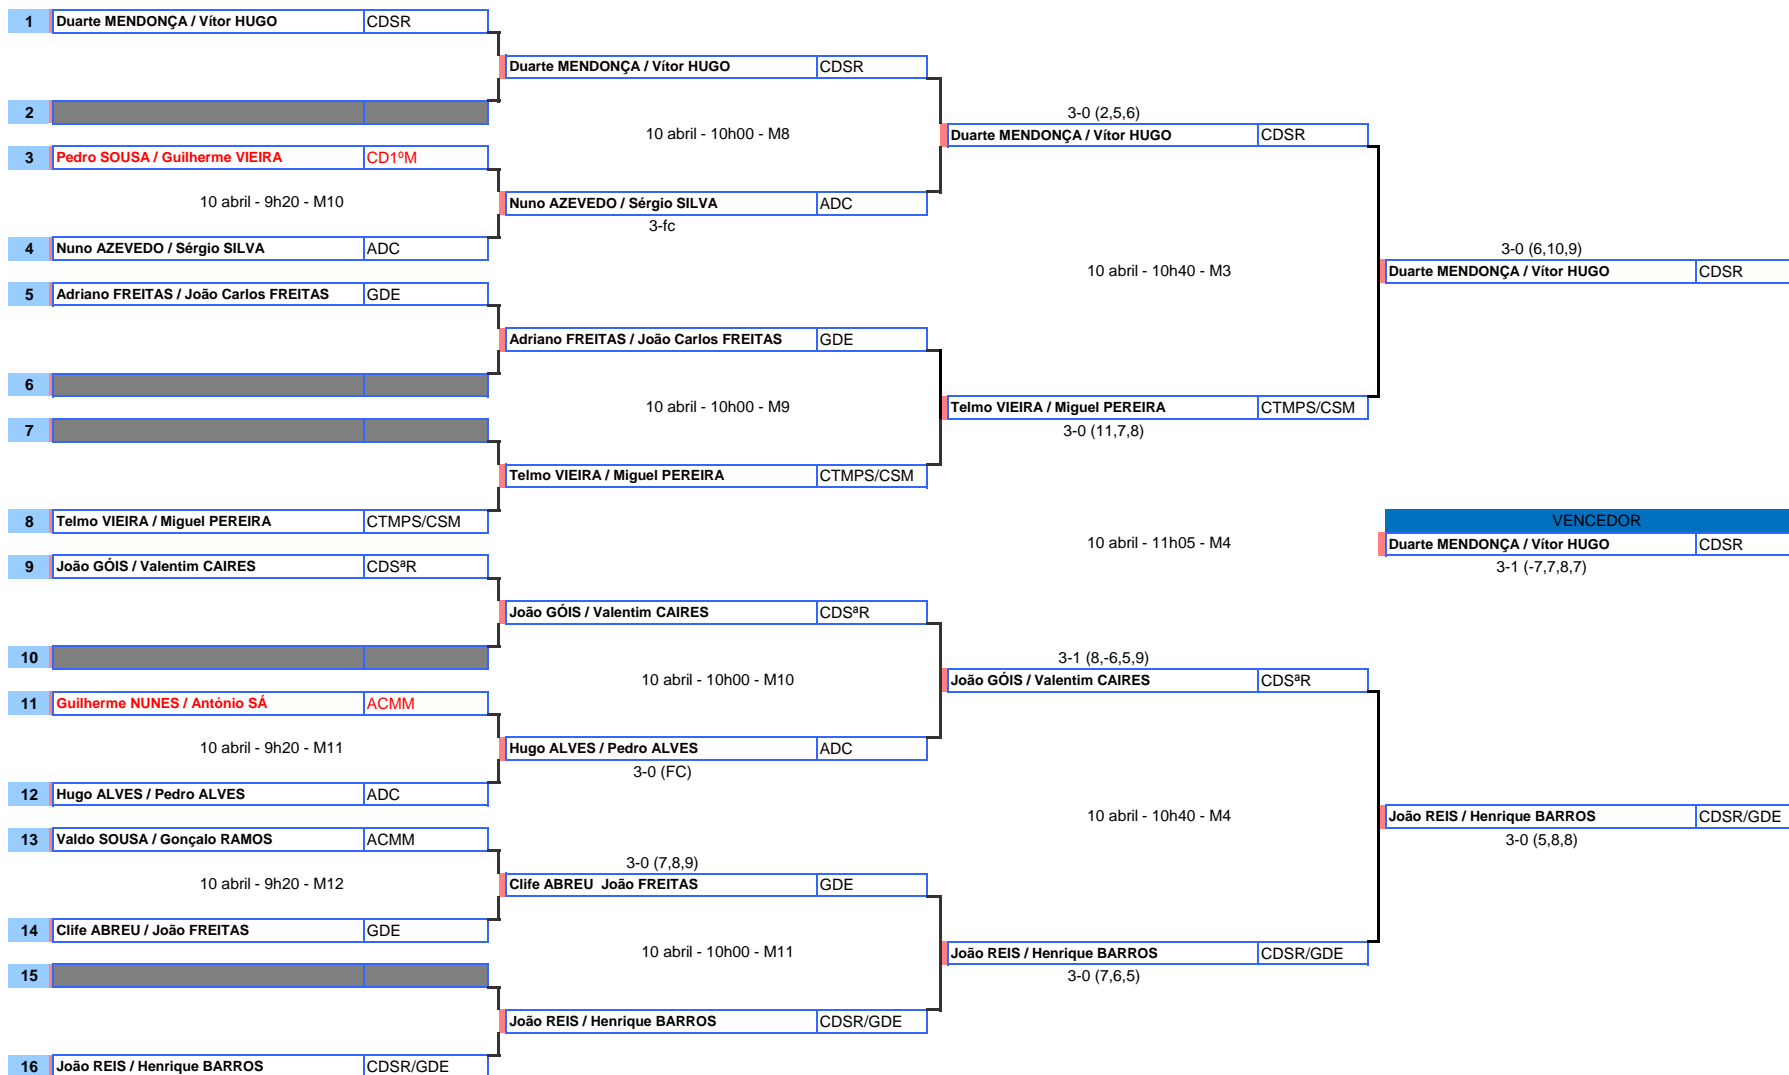 1 Duarte MENDONÇA / Vítor HUGO CDSR
Duarte MENDONÇA / Vítor HUGO CDSR
2
3-0 (2,5,6)
10 abril - 10h00 - M8
Duarte MENDONÇA / Vítor HUGO CDSR
3 Pedro SOUSA / Guilherme VIEIRA CD1ºM
10 abril - 9h20 - M10
Nuno AZEVEDO / Sérgio SILVA ADC
3-fc
4 Nuno AZEVEDO / Sérgio SILVA ADC
3-0 (6,10,9)
10 abril - 10h40 - M3
Duarte MENDONÇA / Vítor HUGO CDSR
5 Adriano FREITAS / João Carlos FREITAS GDE
Adriano FREITAS / João Carlos FREITAS GDE
6
10 abril - 10h00 - M9
Telmo VIEIRA / Miguel PEREIRA CTMPS/CSM
7
3-0 (11,7,8)
Telmo VIEIRA / Miguel PEREIRA CTMPS/CSM
8 Telmo VIEIRA / Miguel PEREIRA CTMPS/CSM
VENCEDOR
10 abril - 11h05 - M4
Duarte MENDONÇA / Vítor HUGO CDSR
3-1 (-7,7,8,7)
9 João GÓIS / Valentim CAIRES CDSªR
João GÓIS / Valentim CAIRES CDSªR
10
3-1 (8,-6,5,9)
10 abril - 10h00 - M10
João GÓIS / Valentim CAIRES CDSªR
11 Guilherme NUNES / António SÁ ACMM
10 abril - 9h20 - M11
Hugo ALVES / Pedro ALVES ADC
3-0 (FC)
12 Hugo ALVES / Pedro ALVES ADC
10 abril - 10h40 - M4
João REIS / Henrique BARROS CDSR/GDE
3-0 (5,8,8)
13 Valdo SOUSA / Gonçalo RAMOS ACMM
3-0 (7,8,9)
10 abril - 9h20 - M12
Clife ABREU  João FREITAS GDE
14 Clife ABREU / João FREITAS GDE
10 abril - 10h00 - M11
João REIS / Henrique BARROS CDSR/GDE
15
3-0 (7,6,5)
João REIS / Henrique BARROS CDSR/GDE
16 João REIS / Henrique BARROS CDSR/GDE